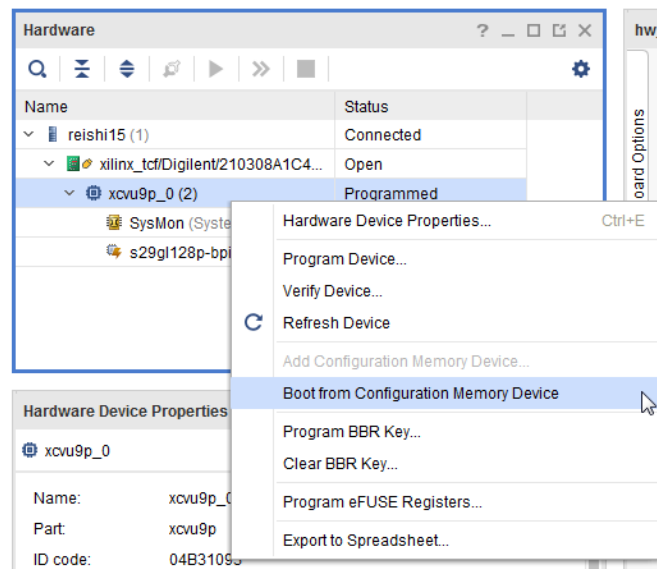 Hardware
hw
Name Status
reishi15 (1) Connected
xilinx_tcf/Digilent/210308A1C4... Open
xcvu9p_0 (2) Programmed
SysMon
s29gl128p-bpi
oard Options
Hardware Device Properties... Ctrl+E
Program Device...
Verify Device...
Refresh Device
Add Configuration Memory Device...
Boot from Configuration Memory Device
Program BBR Key...
Clear BBR Key...
Program eFUSE Registers...
Export to Spreadsheet...
Hardware Device Properties
xcvu9p_0
Name: xcvu9p_0
Part: xcvu9p
ID code: